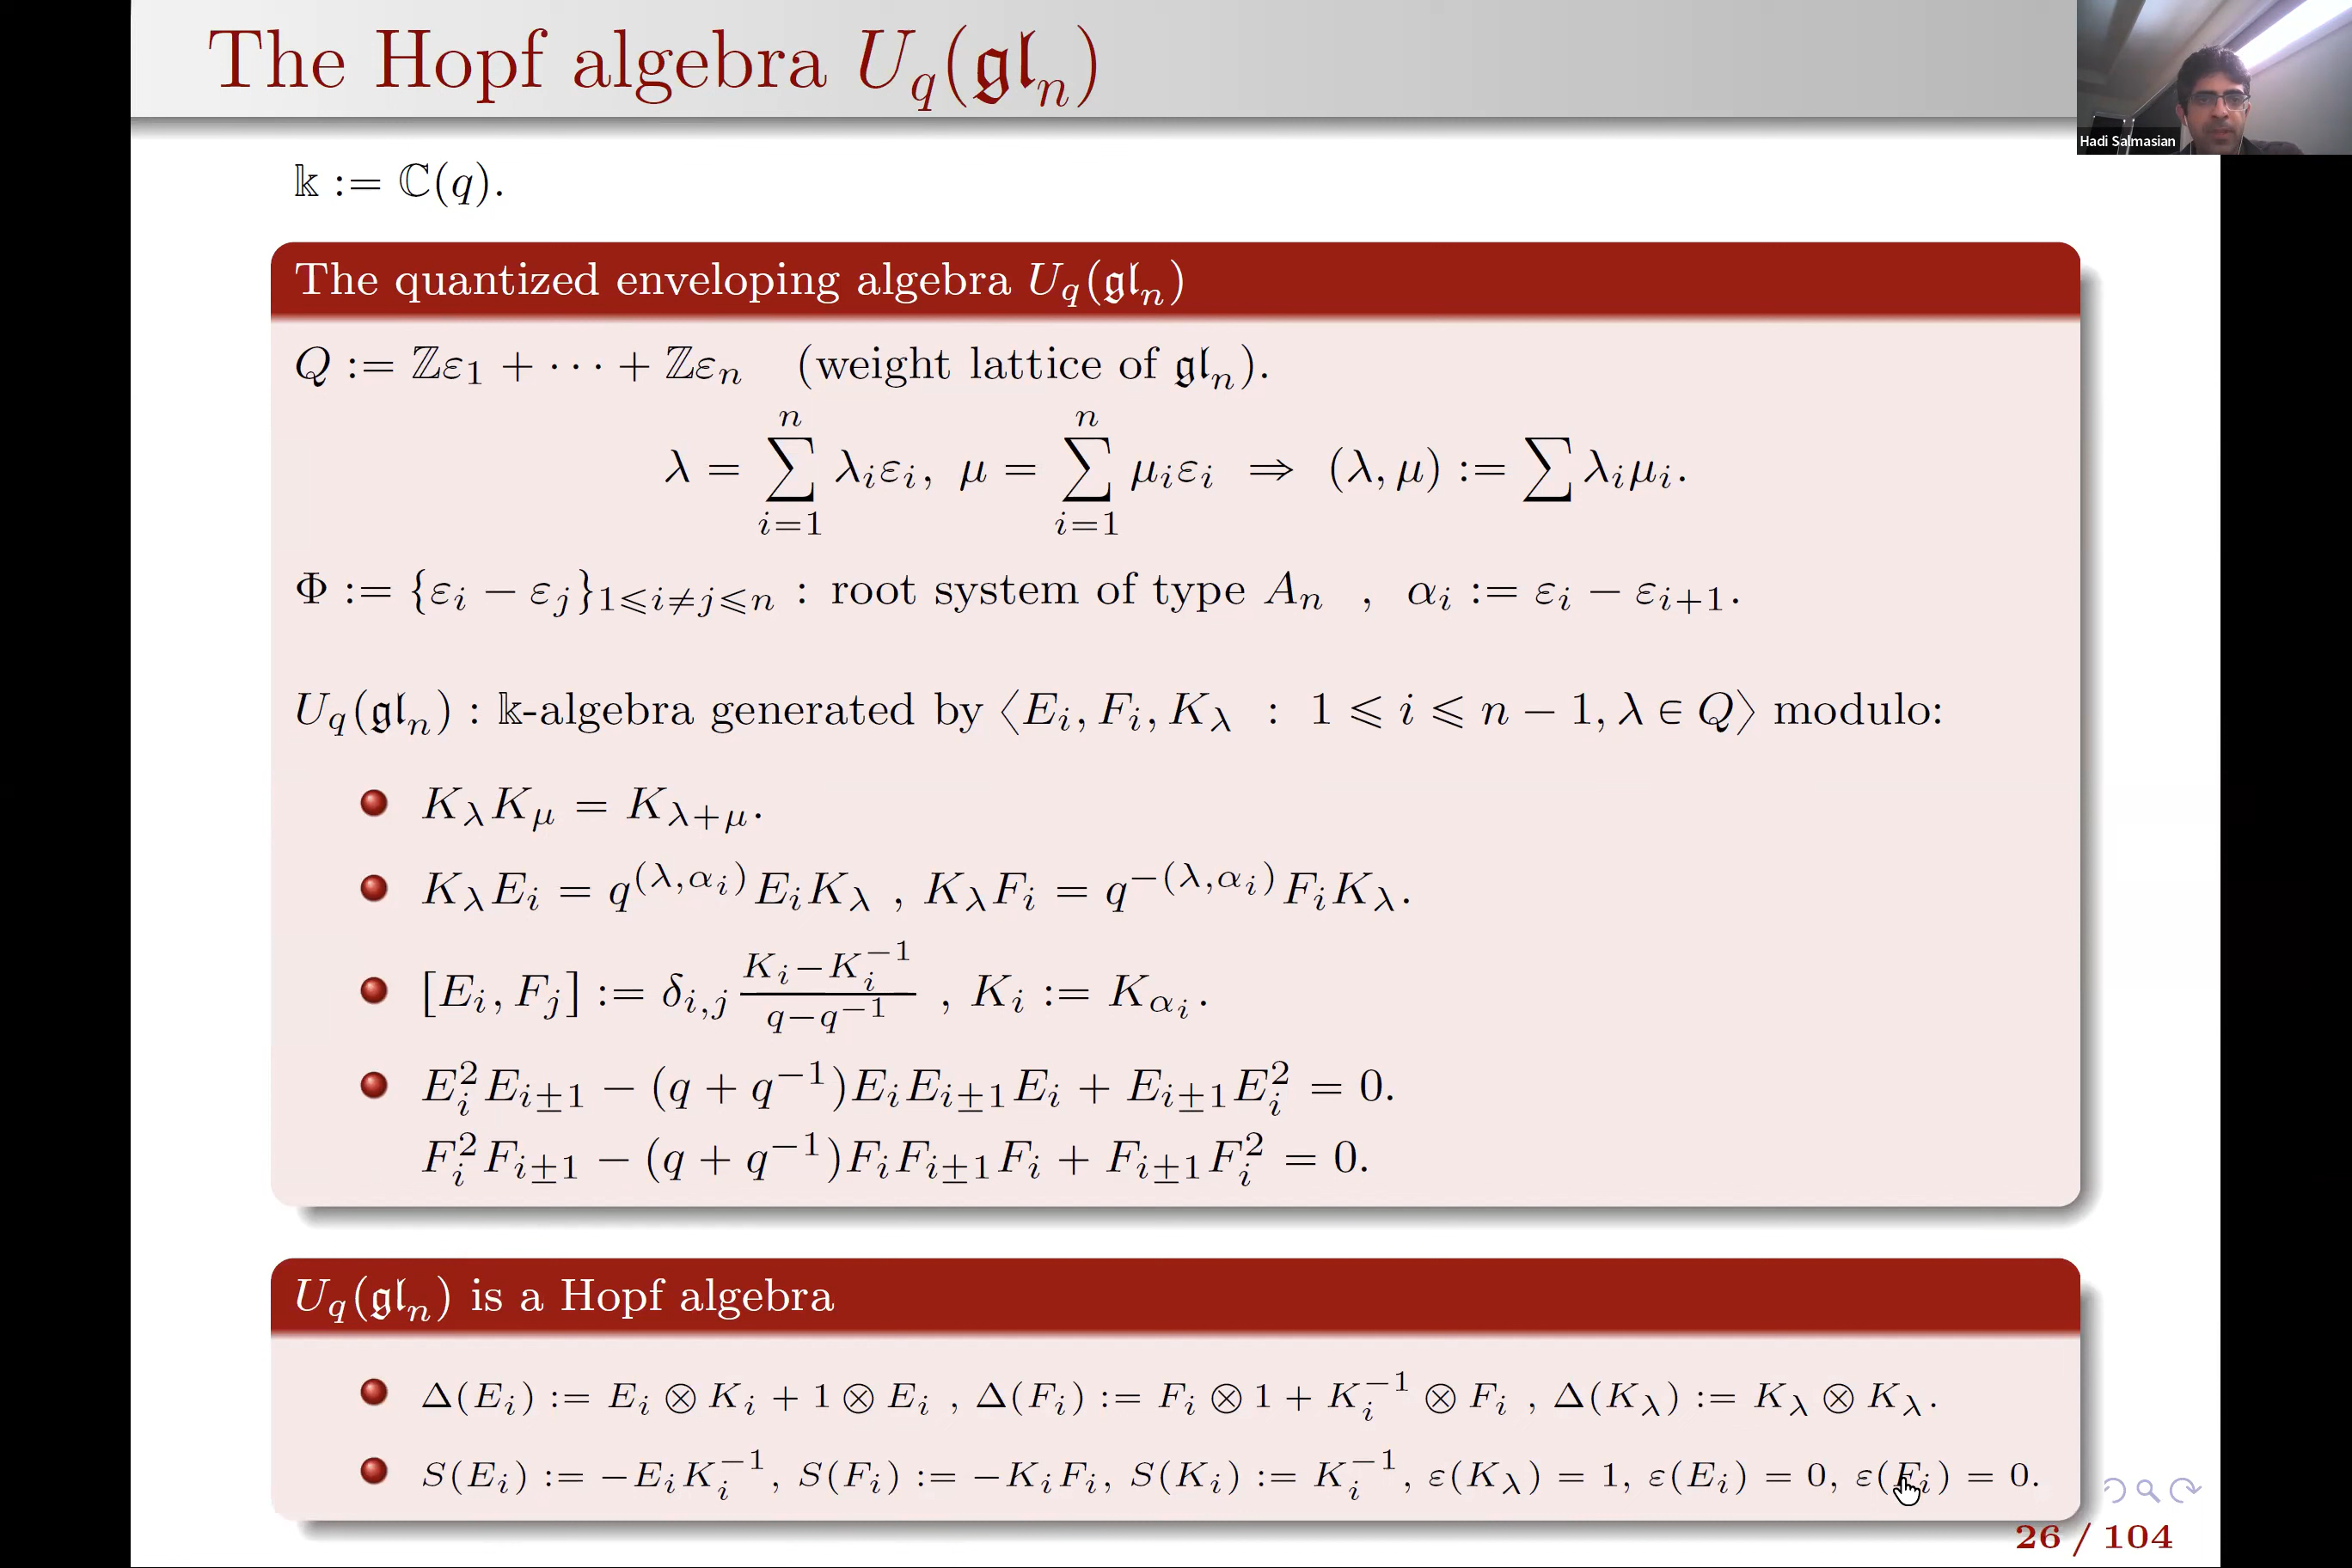 The Hopf algebra U_q(𝔤𝔩_n)
Hadi Salmasian
𝕜 := ℂ(q).
The quantized enveloping algebra U_q(𝔤𝔩_n)
Q := ℤε_1 + ⋯ + ℤε_n (weight lattice of 𝔤𝔩_n).
λ = ∑_{i=1}^{n} λ_i ε_i, μ = ∑_{i=1}^{n} μ_i ε_i ⇒ (λ, μ) := ∑ λ_i μ_i.
Φ := {ε_i − ε_j}_{1⩽i≠j⩽n} : root system of type A_n , α_i := ε_i − ε_{i+1}.
U_q(𝔤𝔩_n) : 𝕜-algebra generated by ⟨E_i, F_i, K_λ : 1 ⩽ i ⩽ n − 1, λ ∈ Q⟩ modulo:
K_λ K_μ = K_{λ+μ}.
K_λ E_i = q^{(λ,α_i)} E_i K_λ , K_λ F_i = q^{−(λ,α_i)} F_i K_λ.
[E_i, F_j] := δ_{i,j} \frac{K_i − K_i^{−1}}{q − q^{−1}} , K_i := K_{α_i}.
E_i^2 E_{i±1} − (q + q^{−1}) E_i E_{i±1} E_i + E_{i±1} E_i^2 = 0.
F_i^2 F_{i±1} − (q + q^{−1}) F_i F_{i±1} F_i + F_{i±1} F_i^2 = 0.
U_q(𝔤𝔩_n) is a Hopf algebra
Δ(E_i) := E_i ⊗ K_i + 1 ⊗ E_i , Δ(F_i) := F_i ⊗ 1 + K_i^{−1} ⊗ F_i , Δ(K_λ) := K_λ ⊗ K_λ.
S(E_i) := −E_i K_i^{−1}, S(F_i) := −K_i F_i, S(K_i) := K_i^{−1}, ε(K_λ) = 1, ε(E_i) = 0, ε(F_i) = 0.
26 / 104